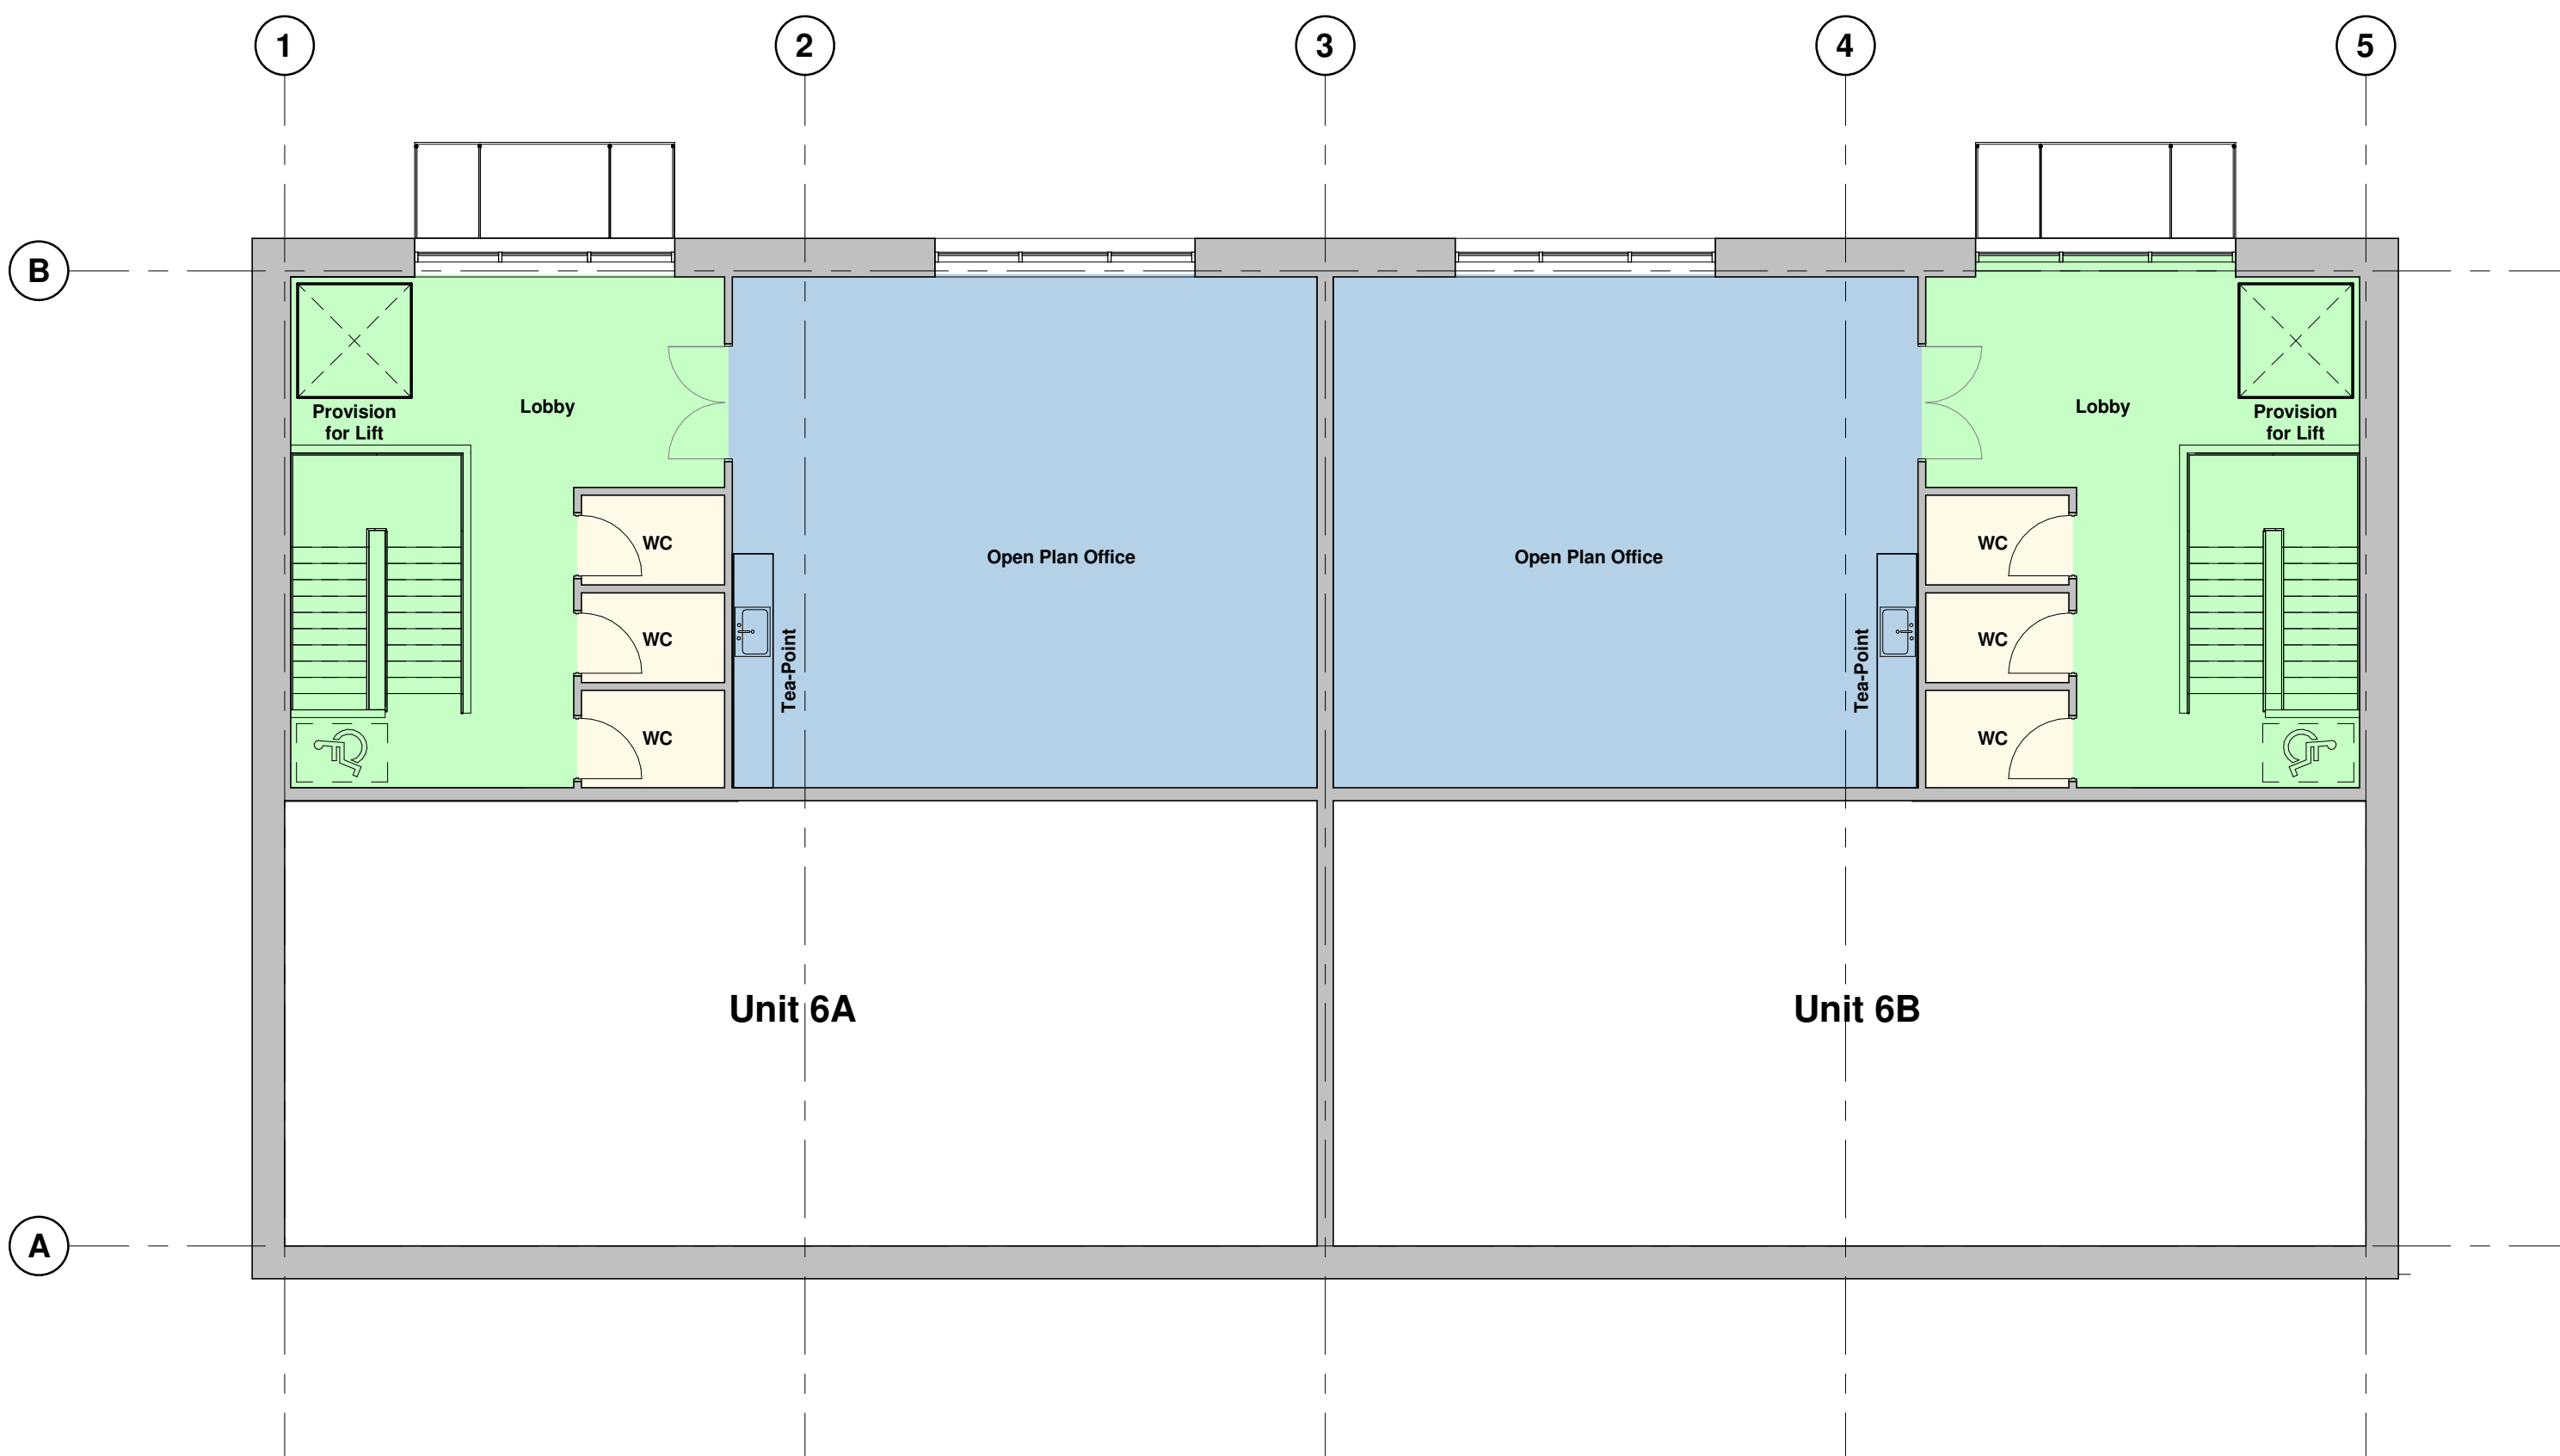 1
2
3
4
5
B
Provision
for Lift
Lobby
Lobby
Provision
for Lift
WC
Open Plan Office
Open Plan Office
WC
WC
Tea-Point
Tea-Point
WC
WC
WC
Unit 6A
Unit 6B
A